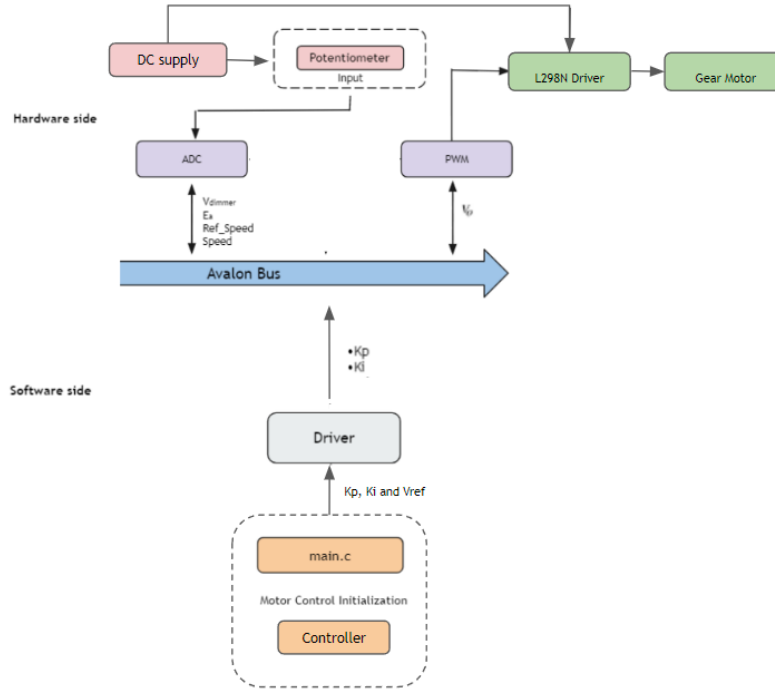 DC supply
Potentiometer
Input
L298N Driver
Gear Motor
Hardware side
ADC
PWM
Vdimmer
Ea
Ref_Speed
Speed
Avalon Bus
•Kp
•Ki
Software side
Driver
Kp, Ki and Vref
main.c
Motor Control Initialization
Controller